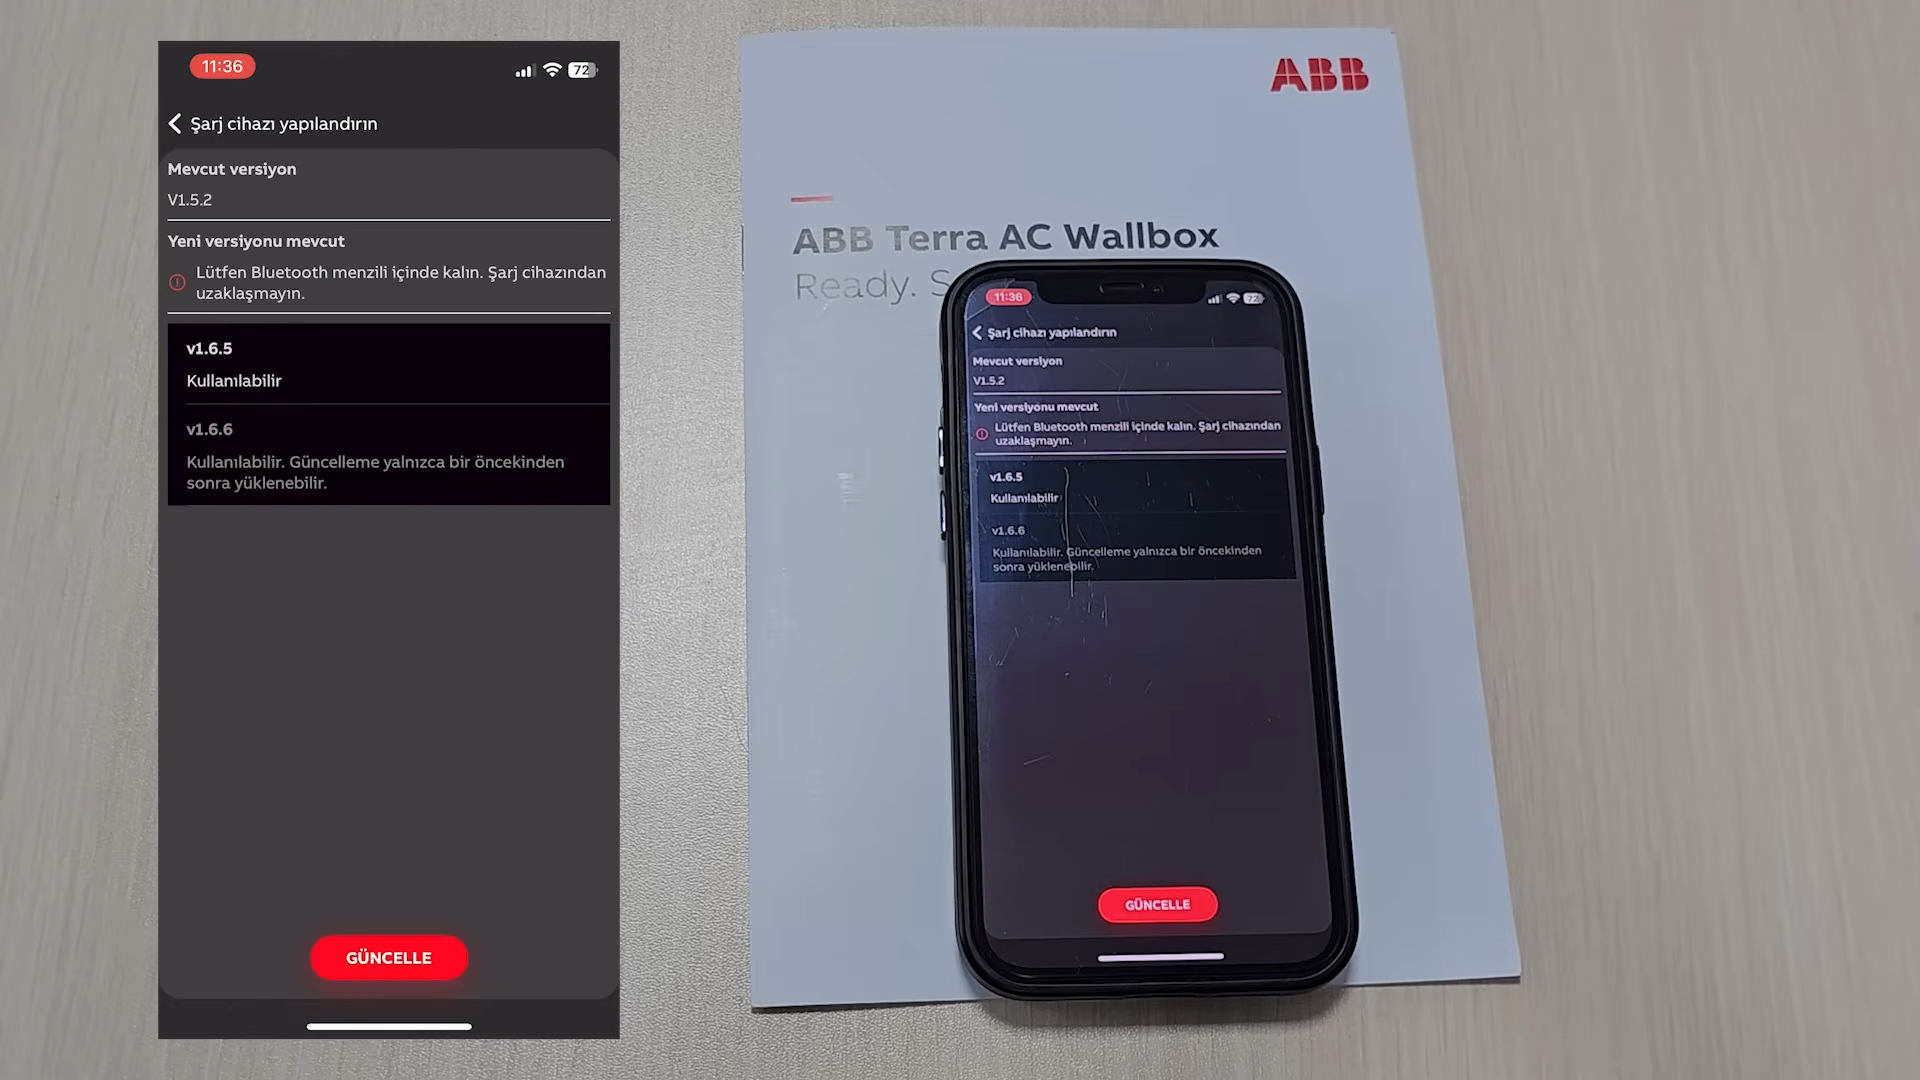 11:36
72
Şarj cihazı yapılandırın
Mevcut versiyon
V1.5.2
Yeni versiyonu mevcut
Lütfen Bluetooth menzili içinde kalın. Şarj cihazından
uzaklaşmayın.
v1.6.5
Kullanılabilir
v1.6.6
Kullanılabilir. Güncelleme yalnızca bir öncekinden
sonra yüklenebilir.
GÜNCELLE
ABB
ABB Terra AC Wallbox
Ready. S
11:36
72
Şarj cihazı yapılandırın
Mevcut versiyon
V1.5.2
Yeni versiyonu mevcut
Lütfen Bluetooth menzili içinde kalın. Şarj cihazından
uzaklaşmayın.
v1.6.5
Kullanılabilir
v1.6.6
Kullanılabilir. Güncelleme yalnızca bir öncekinden
sonra yüklenebilir.
GÜNCELLE